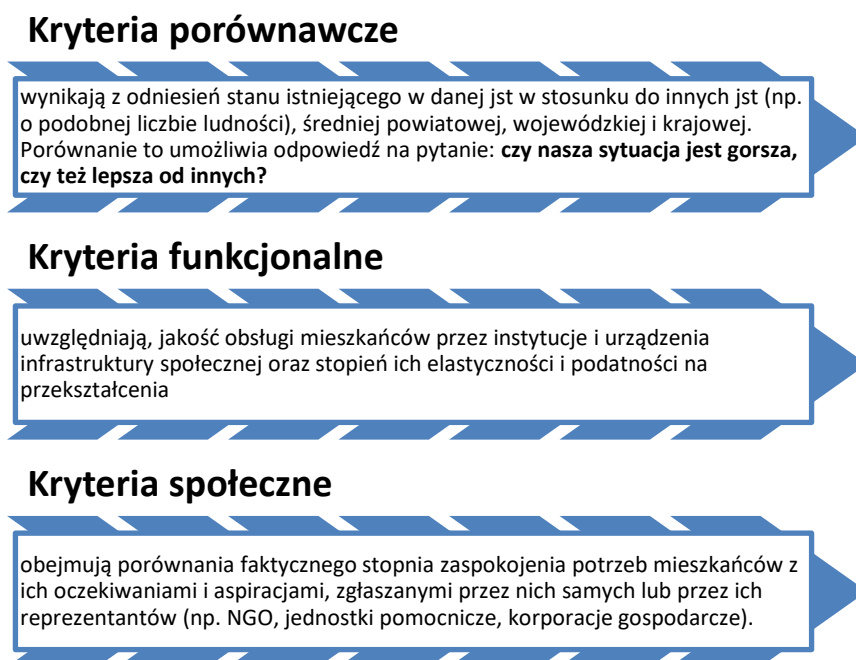 Kryteria porównawcze
wynikają z odniesień stanu istniejącego w danej jst w stosunku do innych jst (np.
o podobnej liczbie ludności), średniej powiatowej, wojewódzkiej i krajowej.
Porównanie to umożliwia odpowiedź na pytanie: czy nasza sytuacja jest gorsza,
czy też lepsza od innych?
Kryteria funkcjonalne
uwzględniają, jakość obsługi mieszkańców przez instytucje i urządzenia
infrastruktury społecznej oraz stopień ich elastyczności i podatności na
przekształcenia
Kryteria społeczne
obejmują porównania faktycznego stopnia zaspokojenia potrzeb mieszkańców z
ich oczekiwaniami i aspiracjami, zgłaszanymi przez nich samych lub przez ich
reprezentantów (np. NGO, jednostki pomocnicze, korporacje gospodarcze).